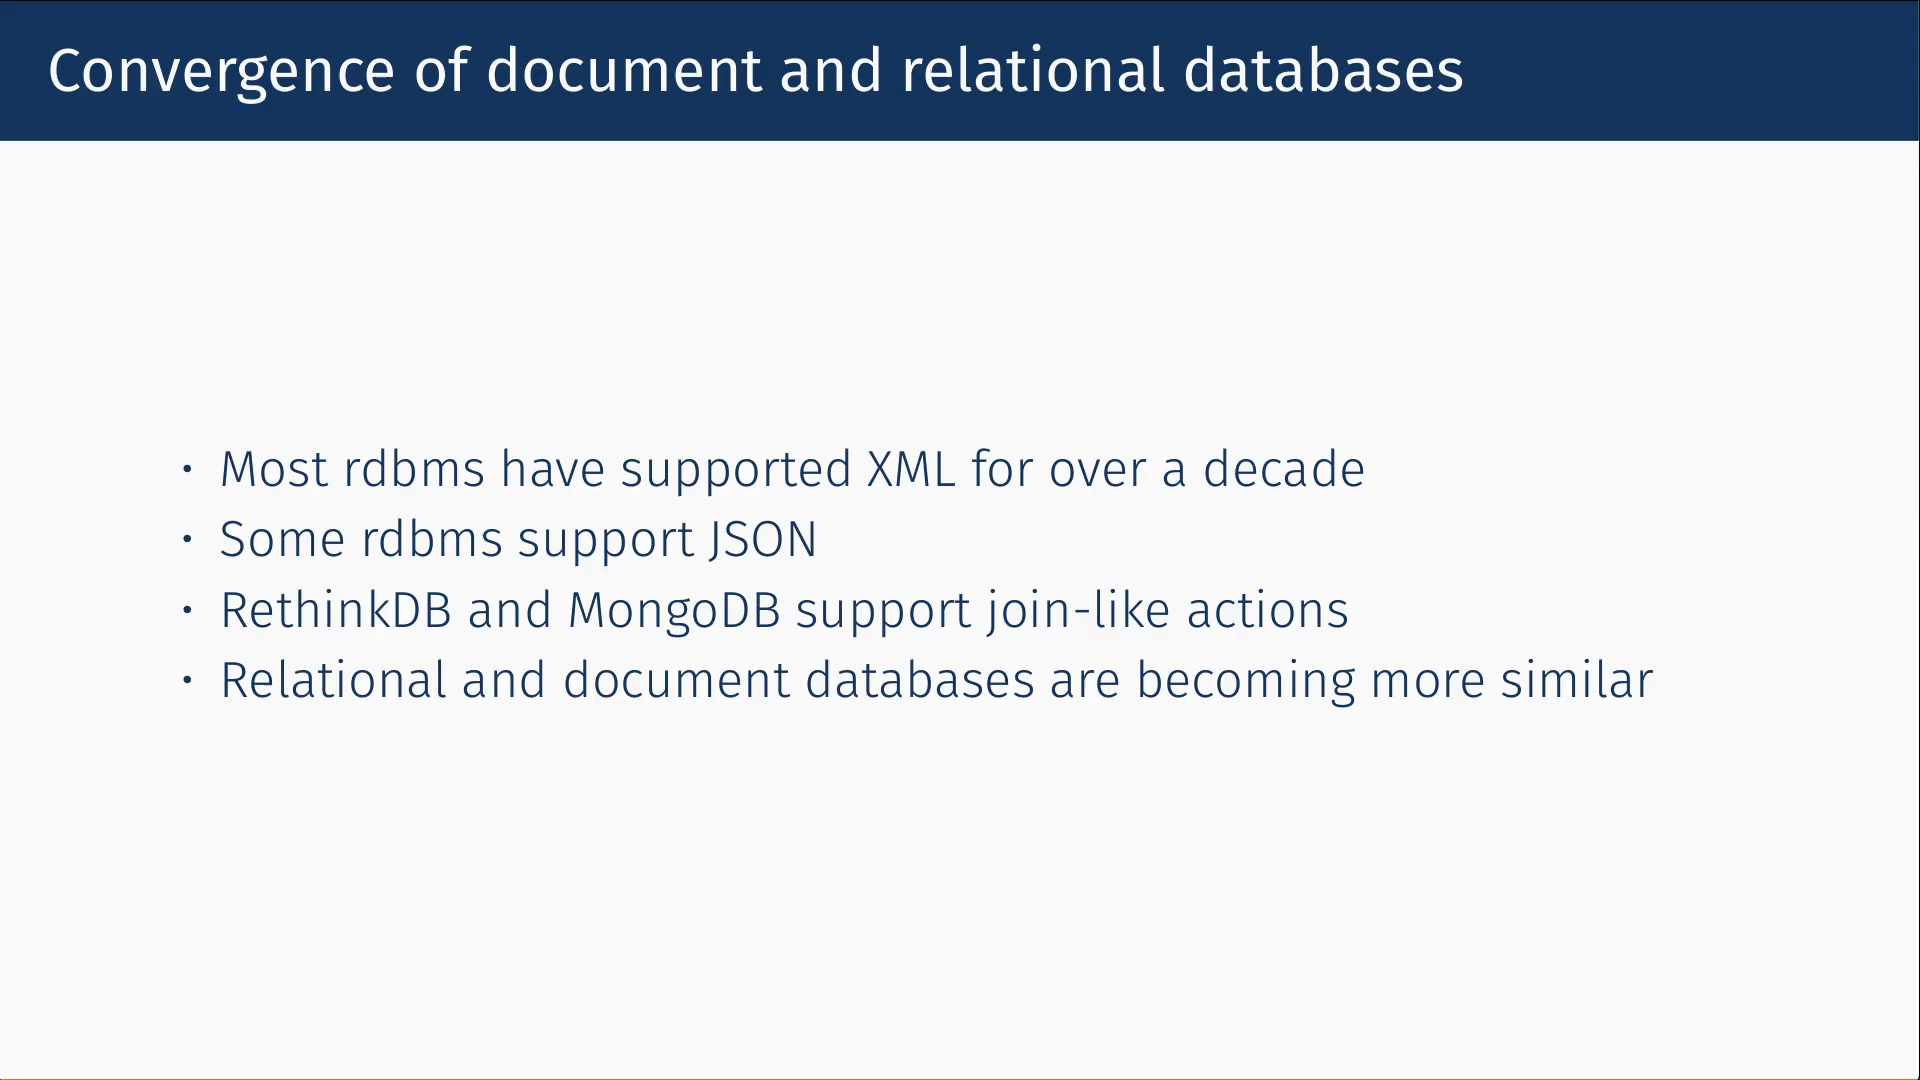 Convergence of document and relational databases
• Most rdbms have supported XML for over a decade
• Some rdbms support JSON
• RethinkDB and MongoDB support join-like actions
• Relational and document databases are becoming more similar